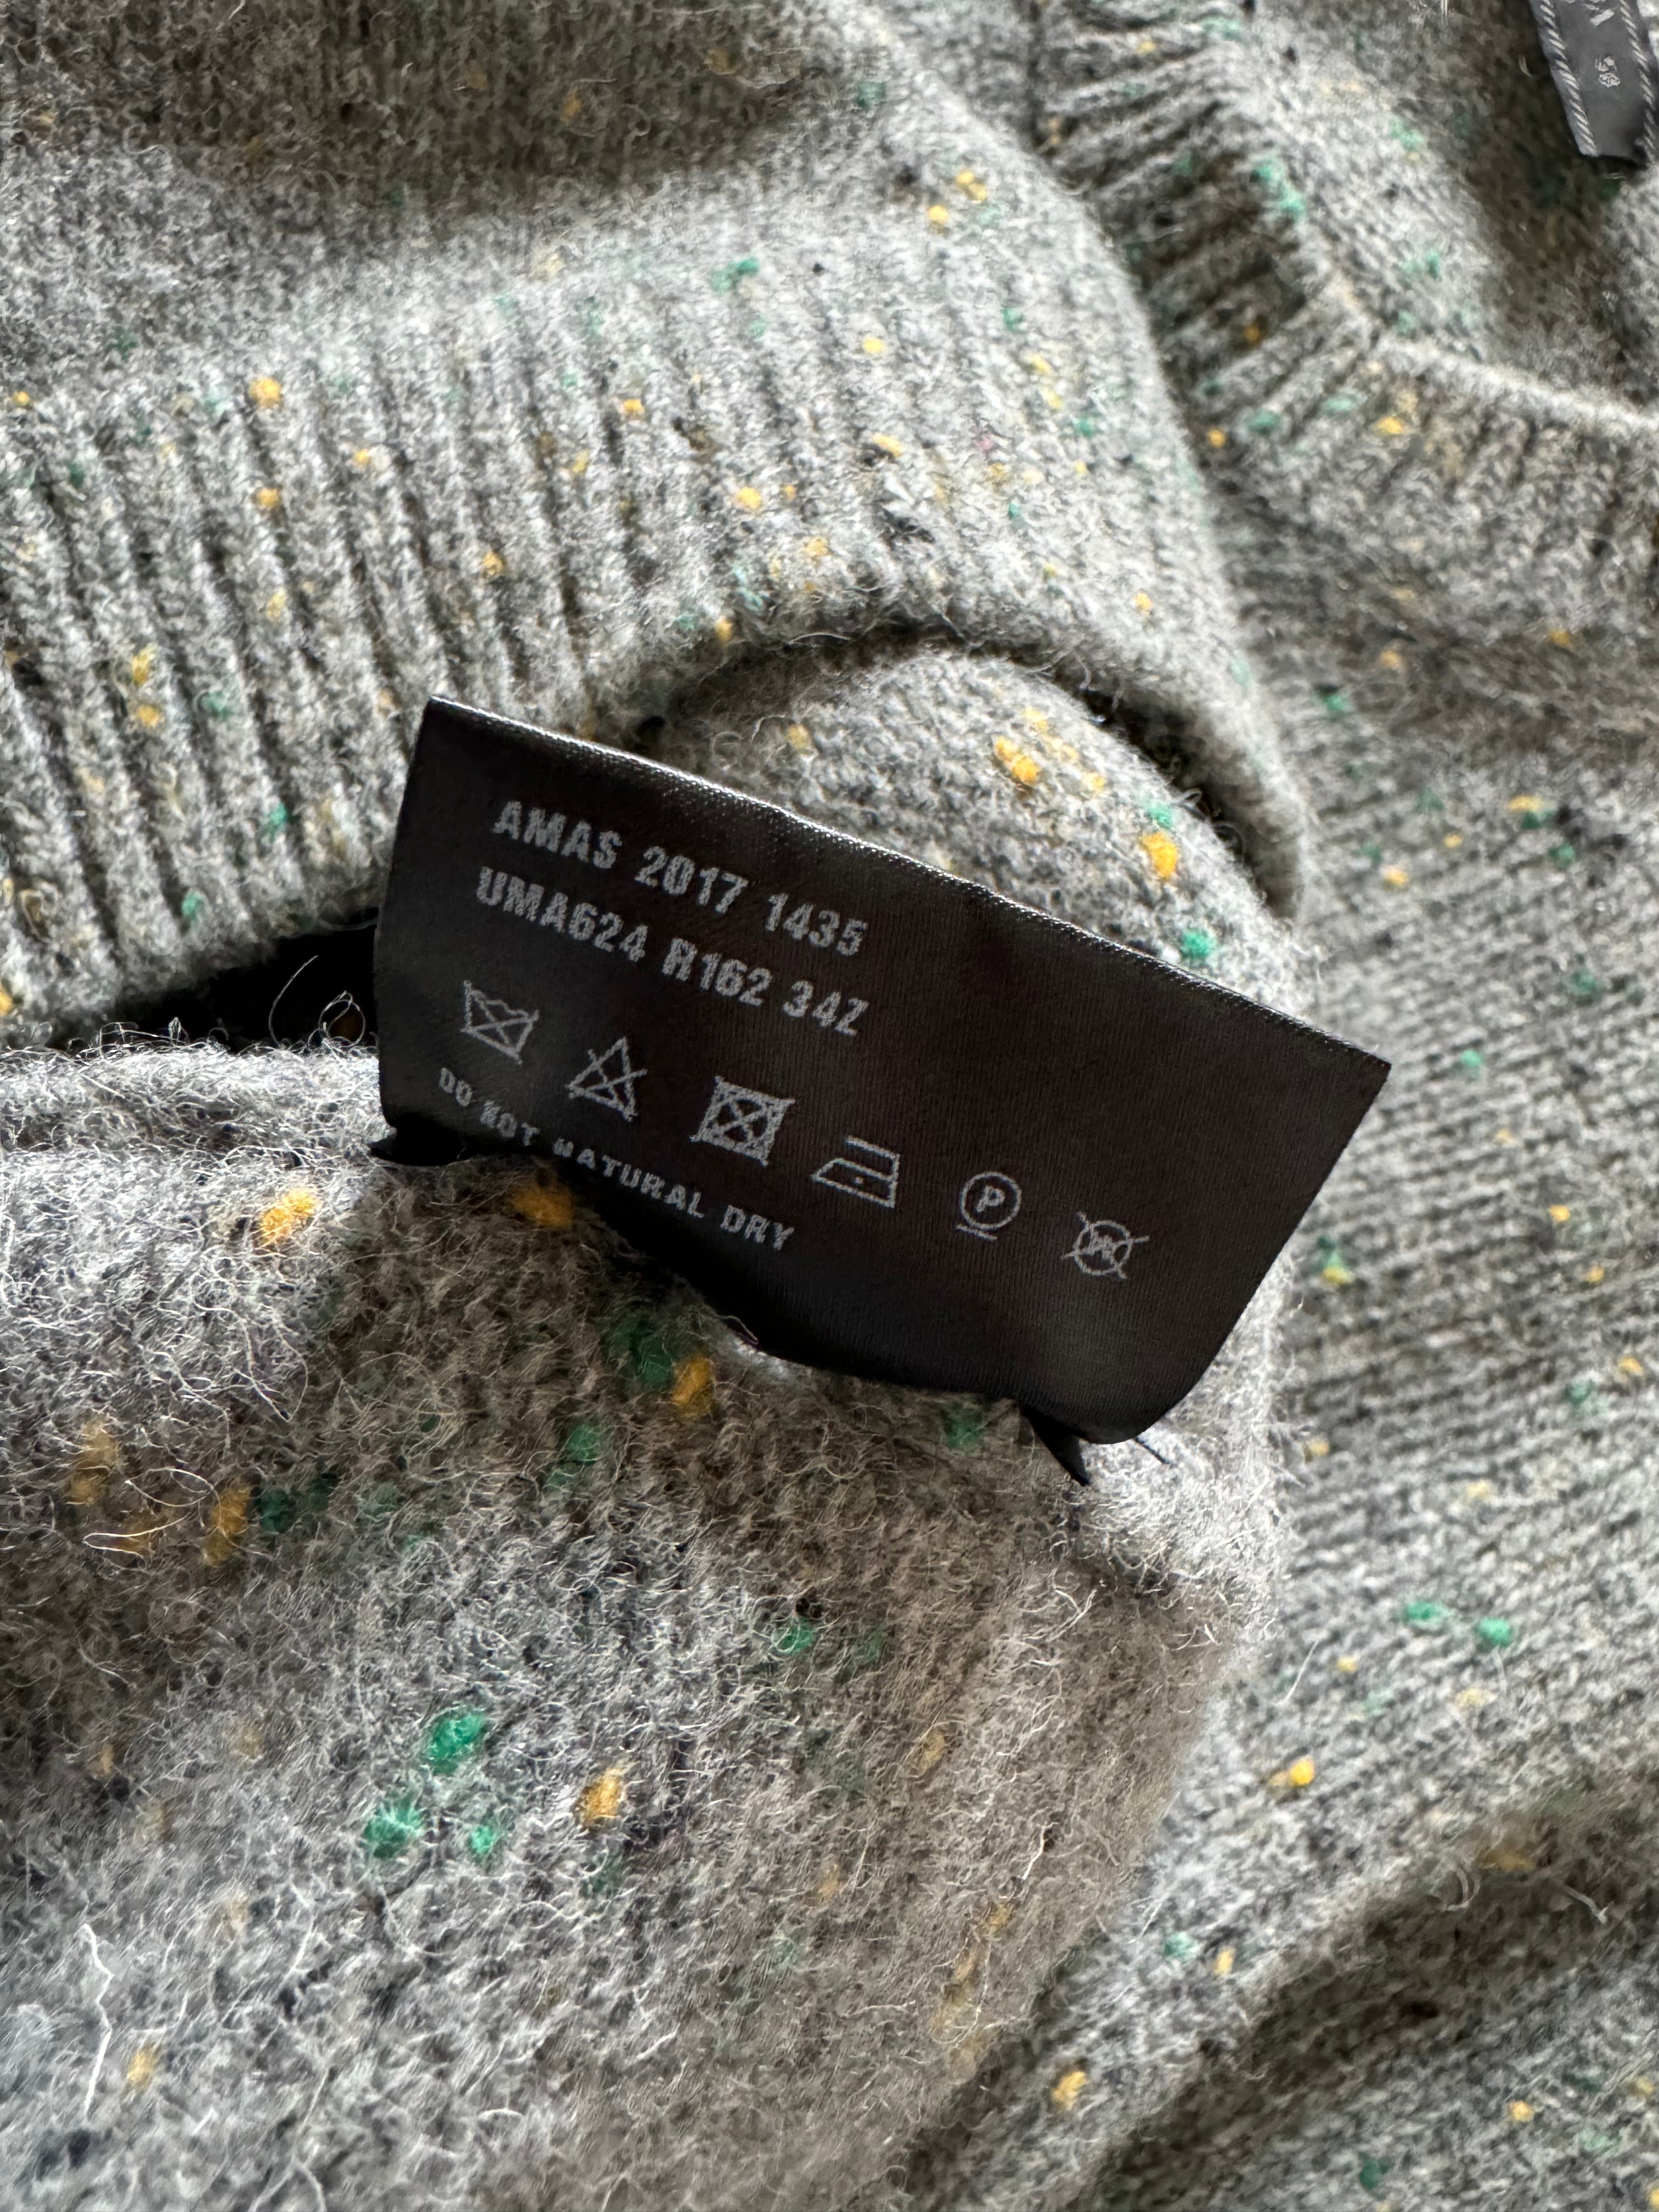 AMAS 2017 1435
UMA624 R162 34Z
P
W
DO NOT NATURAL DRY